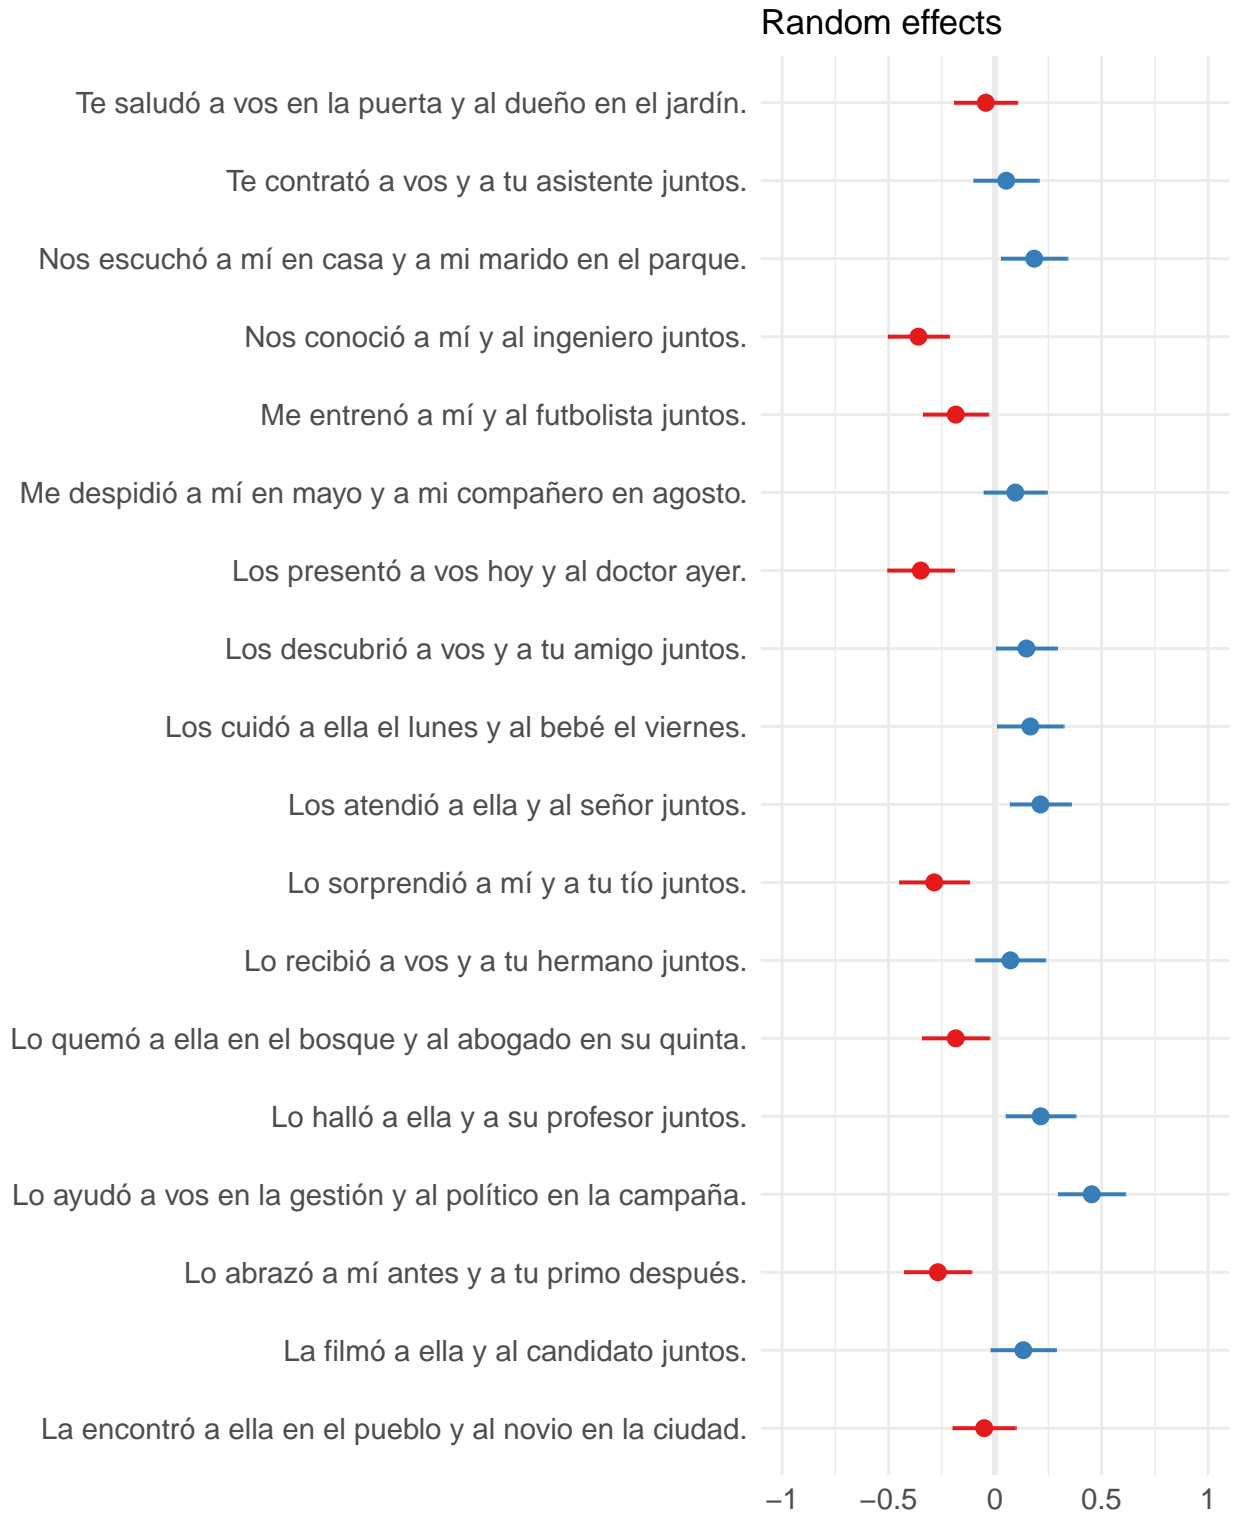 Random effects
Te saludó a vos en la puerta y al dueño en el jardín.
Te contrató a vos y a tu asistente juntos.
Nos escuchó a mí en casa y a mi marido en el parque.
Nos conoció a mí y al ingeniero juntos.
Me entrenó a mí y al futbolista juntos.
Me despidió a mí en mayo y a mi compañero en agosto.
Los presentó a vos hoy y al doctor ayer.
Los descubrió a vos y a tu amigo juntos.
Los cuidó a ella el lunes y al bebé el viernes.
Los atendió a ella y al señor juntos.
Lo sorprendió a mí y a tu tío juntos.
Lo recibió a vos y a tu hermano juntos.
Lo quemó a ella en el bosque y al abogado en su quinta.
Lo halló a ella y a su profesor juntos.
Lo ayudó a vos en la gestión y al político en la campaña.
Lo abrazó a mí antes y a tu primo después.
La filmó a ella y al candidato juntos.
La encontró a ella en el pueblo y al novio en la ciudad.
−1 −0.5 0 0.5 1